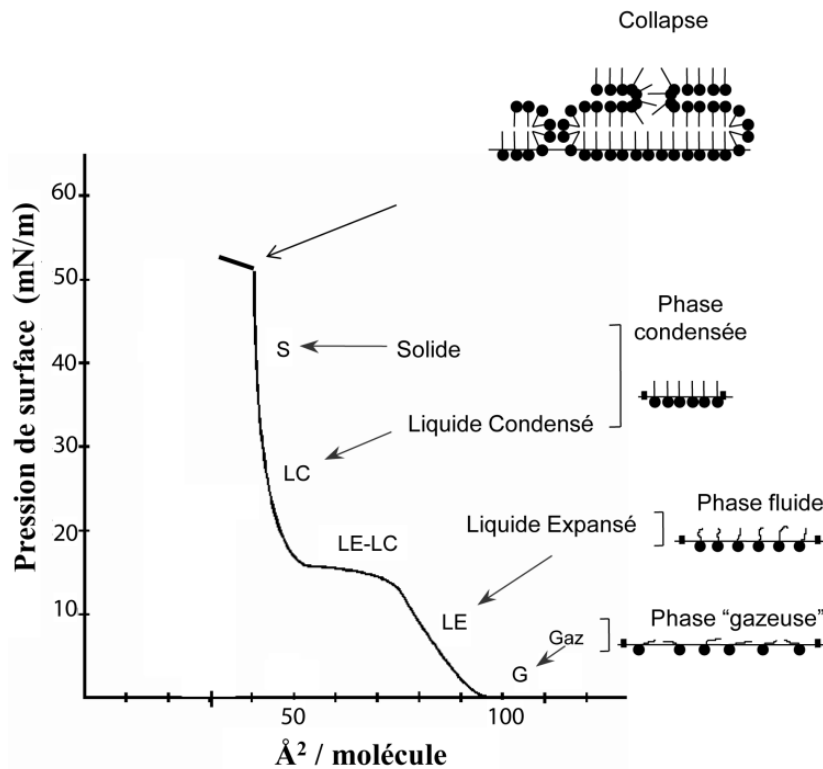 Collapse
60
50
40
30
20
10
Pression de surface (mN/m)
S
Solide
Phase
condensée
Liquide Condensé
LC
LE-LC
Liquide Expansé
Phase fluide
LE
Phase “gazeuse”
Gaz
G
50
100
Å² / molécule